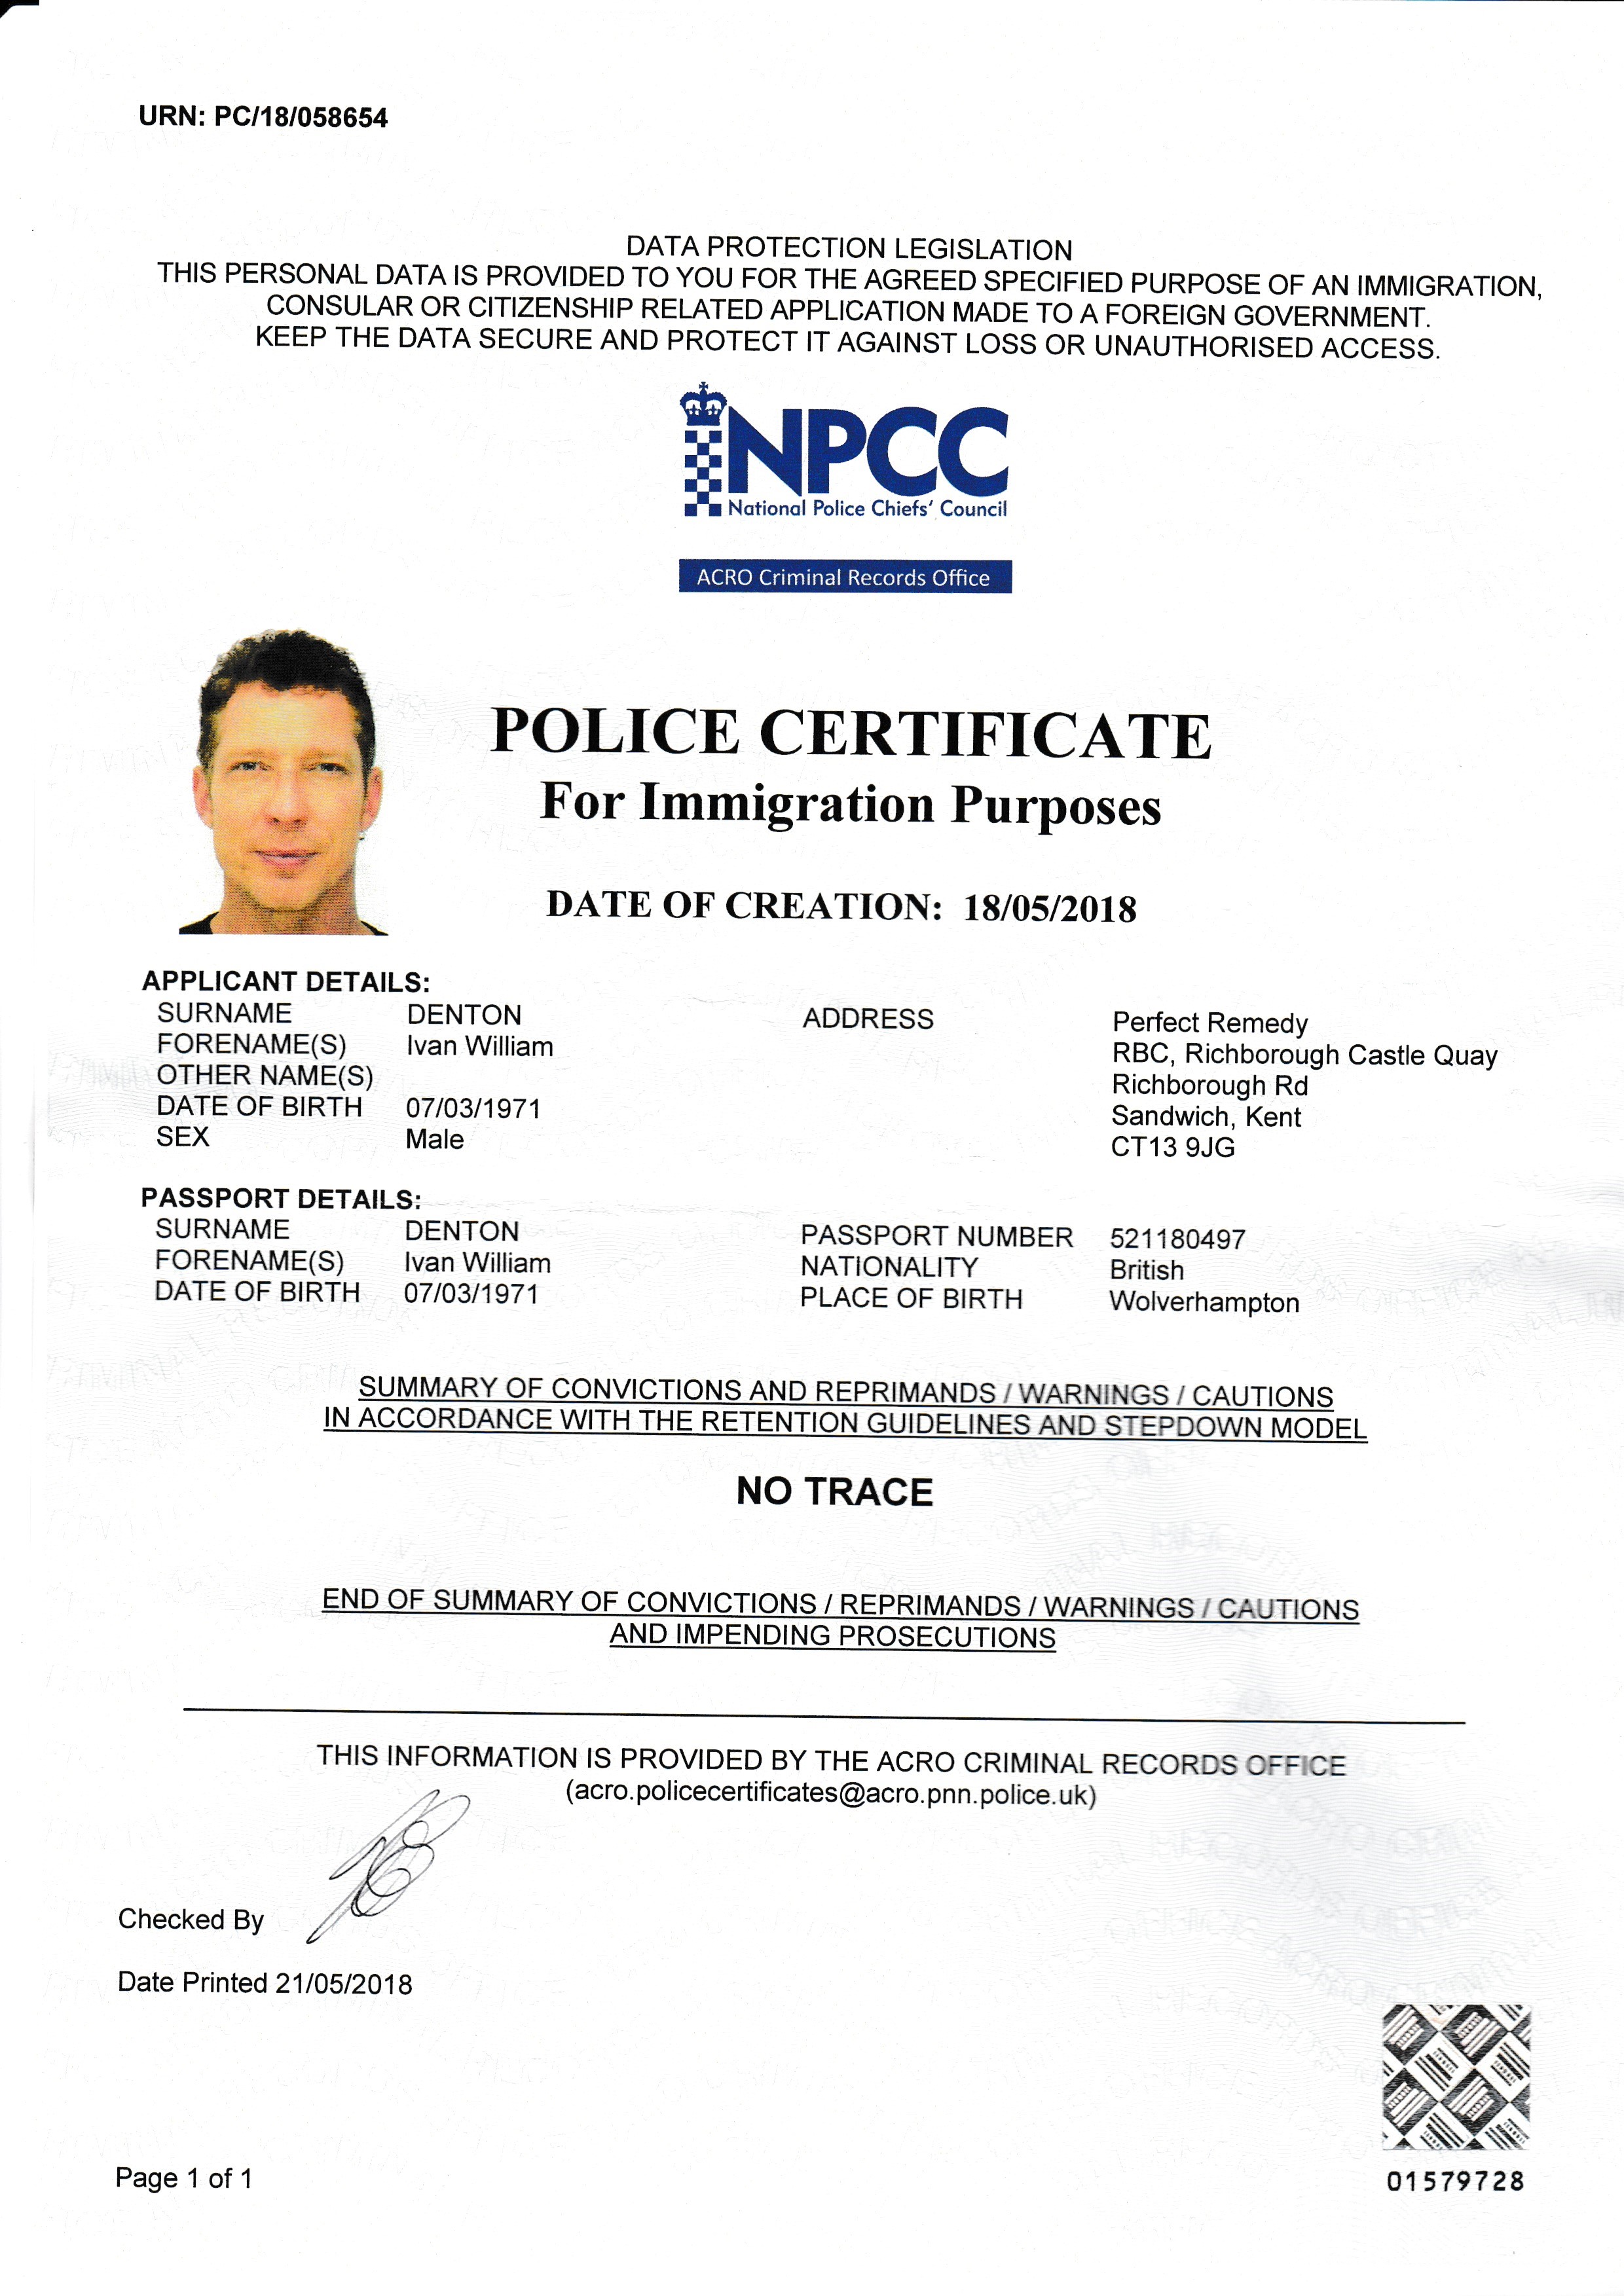 URN: PC/18/058654
DATA PROTECTION LEGISLATION
THIS PERSONAL DATA IS PROVIDED TO YOU FOR THE AGREED SPECIFIED PURPOSE OF AN IMMIGRATION,
CONSULAR OR CITIZENSHIP RELATED APPLICATION MADE TO A FOREIGN GOVERNMENT.
KEEP THE DATA SECURE AND PROTECT IT AGAINST LOSS OR UNAUTHORISED ACCESS.
NPCC
National Police Chiefs' Council
ACRO Criminal Records Office
POLICE CERTIFICATE
For Immigration Purposes
DATE OF CREATION: 18/05/2018
APPLICANT DETAILS:
SURNAME DENTON
FORENAME(S) Ivan William
OTHER NAME(S)
DATE OF BIRTH 07/03/1971
SEX Male
ADDRESS Perfect Remedy
RBC, Richborough Castle Quay
Richborough Rd
Sandwich, Kent
CT13 9JG
PASSPORT DETAILS:
SURNAME DENTON
FORENAME(S) Ivan William
DATE OF BIRTH 07/03/1971
PASSPORT NUMBER 521180497
NATIONALITY British
PLACE OF BIRTH Wolverhampton
SUMMARY OF CONVICTIONS AND REPRIMANDS / WARNINGS / CAUTIONS
IN ACCORDANCE WITH THE RETENTION GUIDELINES AND STEPDOWN MODEL
NO TRACE
END OF SUMMARY OF CONVICTIONS / REPRIMANDS / WARNINGS / CAUTIONS
AND IMPENDING PROSECUTIONS
THIS INFORMATION IS PROVIDED BY THE ACRO CRIMINAL RECORDS OFFICE
(acro.policecertificates@acro.pnn.police.uk)
Checked By
Date Printed 21/05/2018
Page 1 of 1
01579728